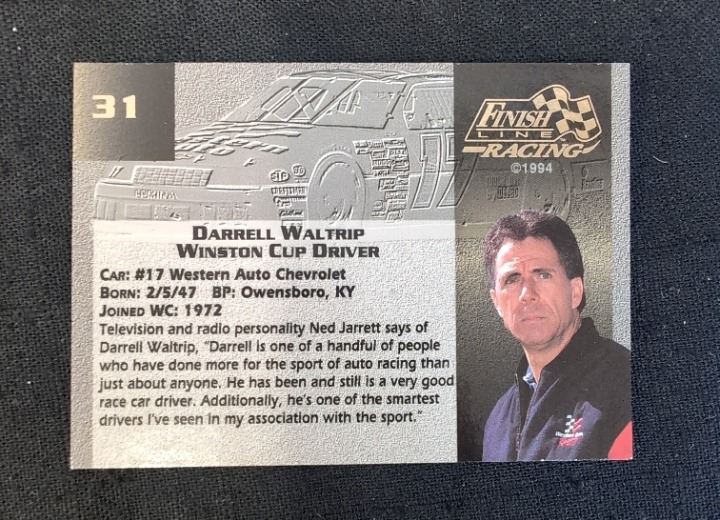 31
FINISH
LINE
RACING
©1994
17
DARRELL WALTRIP
WINSTON CUP DRIVER
CAR: #17 Western Auto Chevrolet
BORN: 2/5/47 BP: Owensboro, KY
JOINED WC: 1972
Television and radio personality Ned Jarrett says of
Darrell Waltrip, "Darrell is one of a handful of people
who have done more for the sport of auto racing than
just about anyone. He has been and still is a very good
race car driver. Additionally, he's one of the smartest
drivers I've seen in my association with the sport."